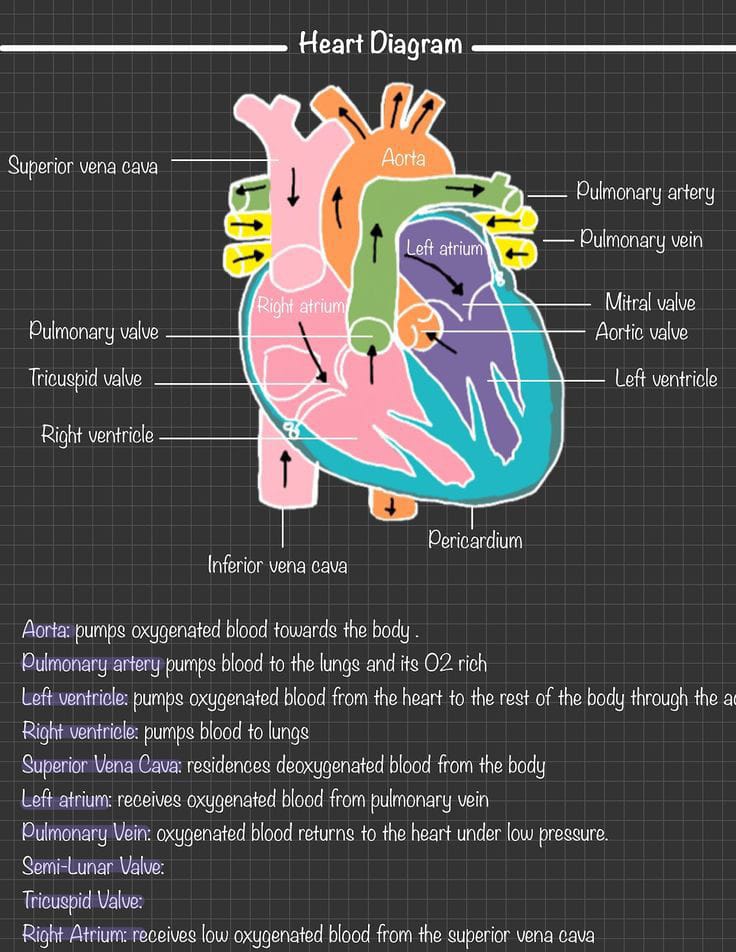 Heart Diagram
Aorta
Superior vena cava
Pulmonary artery
Pulmonary vein
Left atrium
Right atrium
Mitral valve
Pulmonary valve
Aortic valve
Tricuspid valve
Left ventricle
Right ventricle
Pericardium
Inferior vena cava
Aorta: pumps oxygenated blood towards the body .
Pulmonary artery pumps blood to the lungs and its O2 rich
Left ventricle: pumps oxygenated blood from the heart to the rest of the body through the
Right ventricle: pumps blood to lungs
Superior Vena Cava: residences deoxygenated blood from the body
Left atrium: receives oxygenated blood from pulmonary vein
Pulmonary Vein: oxygenated blood returns to the heart under low pressure.
Semi-Lunar Valve:
Tricuspid Valve:
Right Atrium: receives low oxygenated blood from the superior vena cava